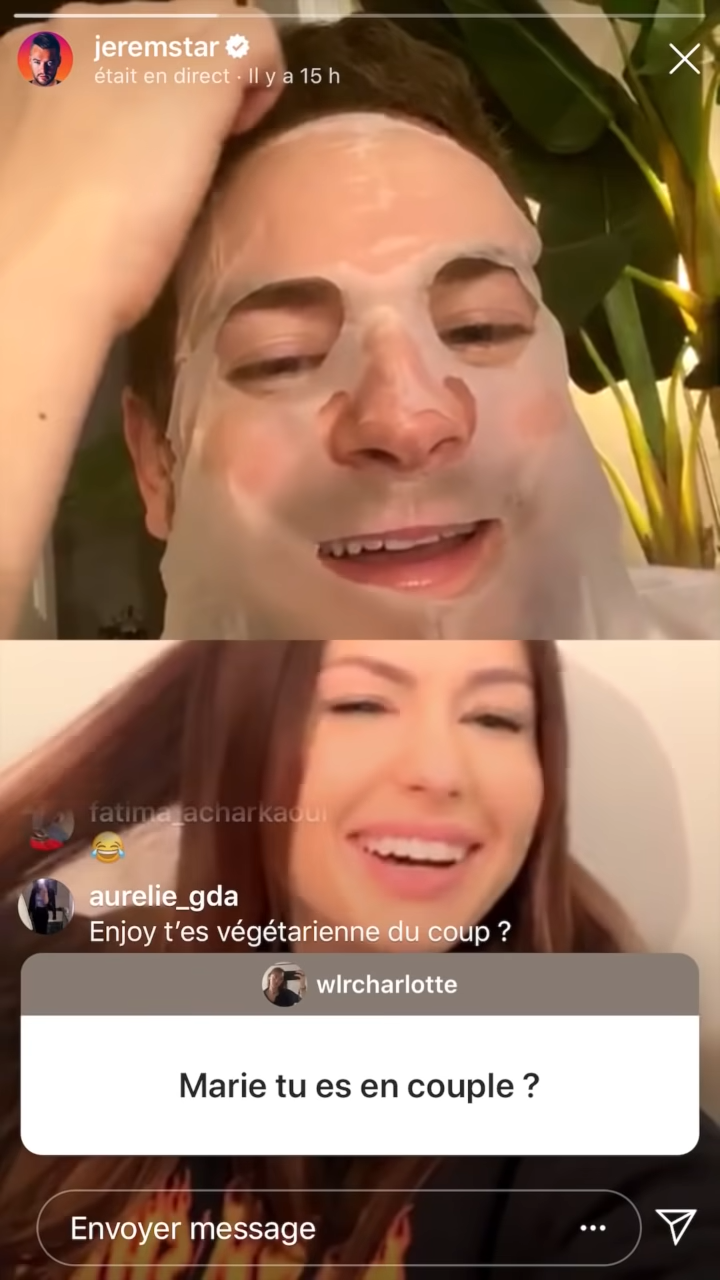 jeremstar
était en direct · Il y a 15 h
fatima_acharkaoui
😂
aurelie_gda
Enjoy t’es végétarienne du coup ?
wlrcharlotte
Marie tu es en couple ?
Envoyer message